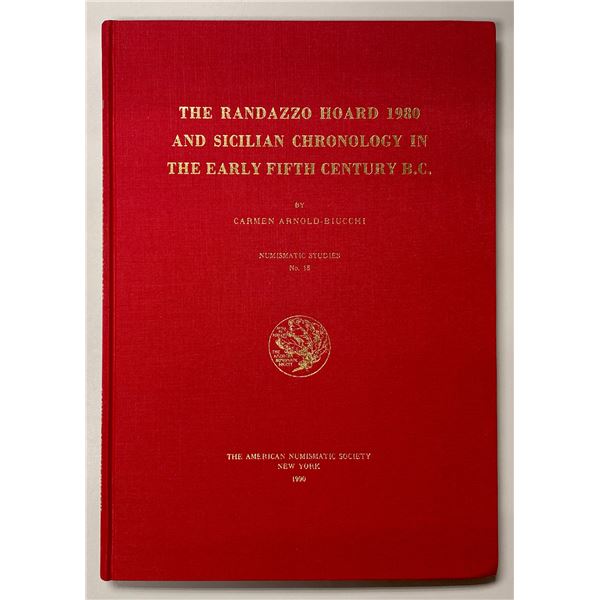 THE RANDAZZO HOARD 1980
AND SICILIAN CHRONOLOGY IN
THE EARLY FIFTH CENTURY B.C.
BY
CARMEN ARNOLD-BIUCCHI
NUMISMATIC STUDIES
No. 18
THE AMERICAN NUMISMATIC SOCIETY
NEW YORK
1990